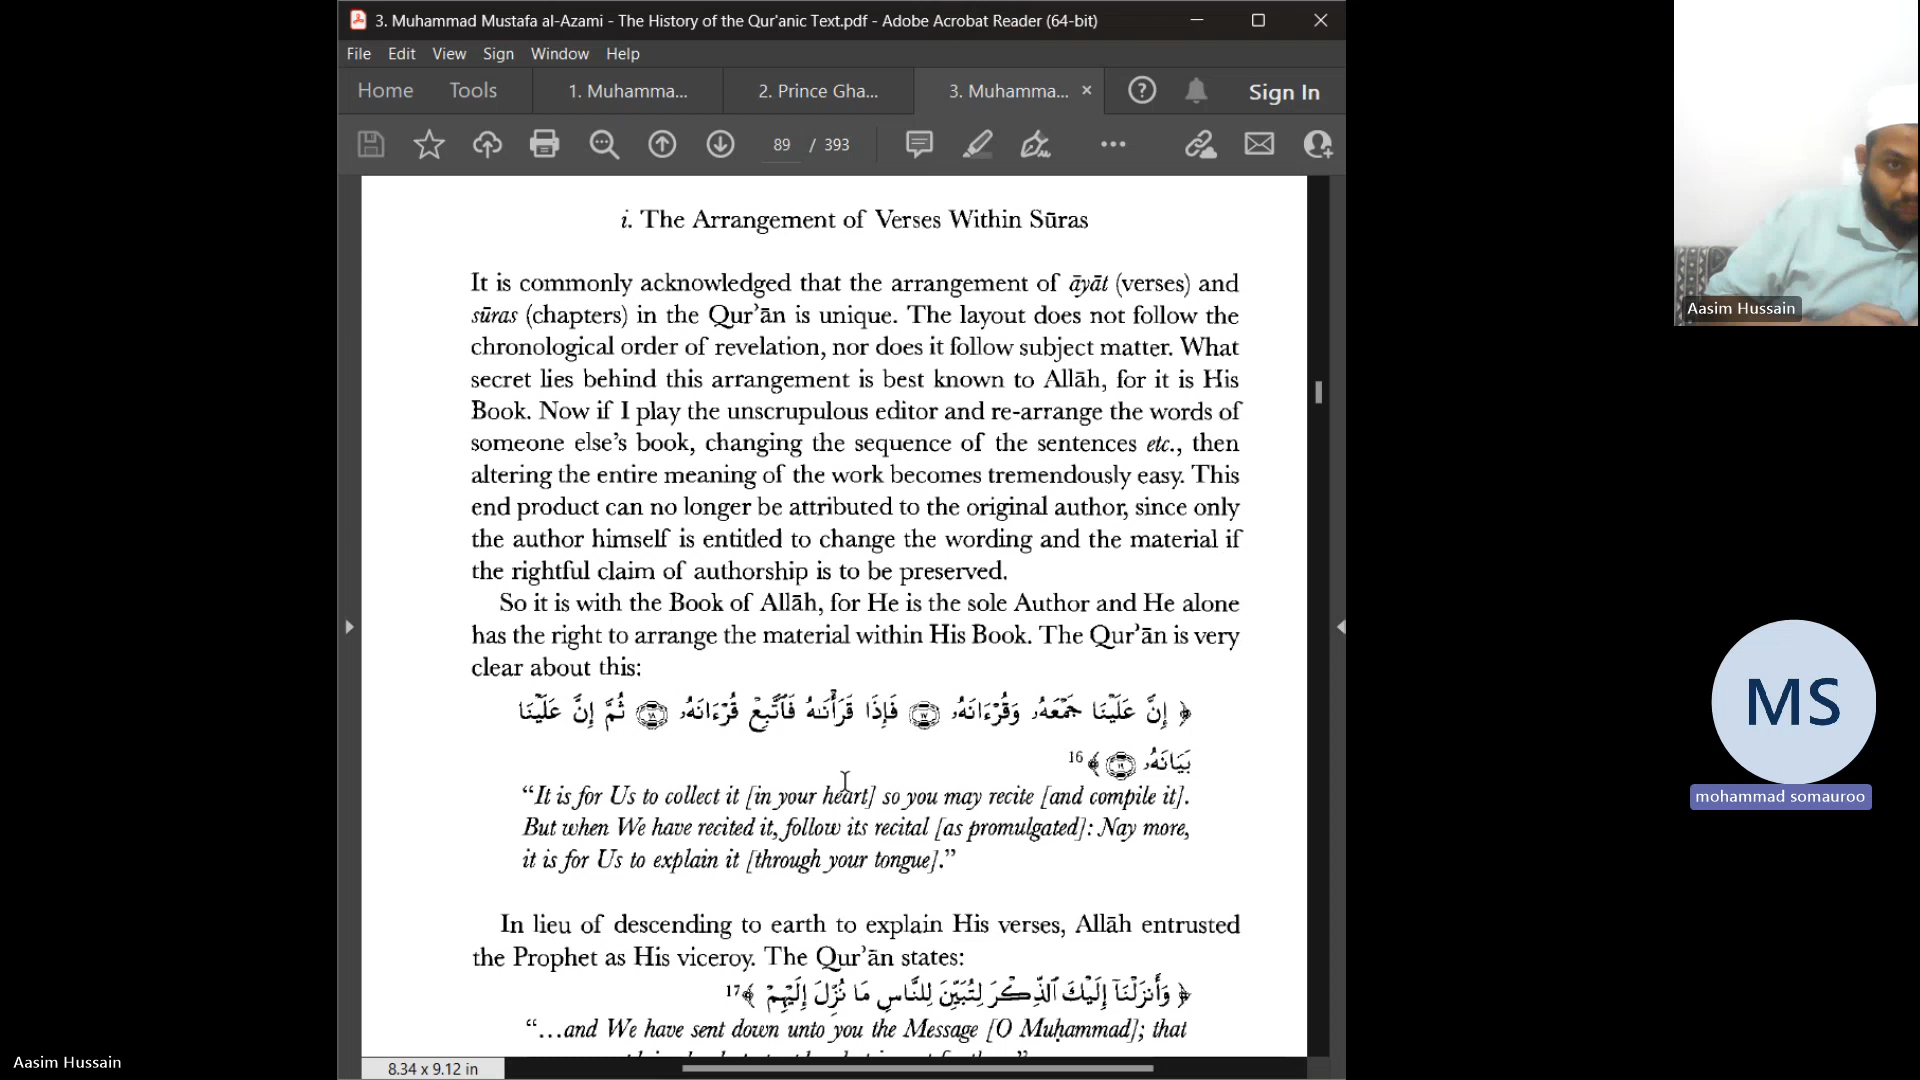 3. Muhammad Mustafa al-Azami - The History of the Qur'anic Text.pdf - Adobe Acrobat Reader (64-bit)
File Edit View Sign Window Help
Home Tools 1. Muhamma... 2. Prince Gha... 3. Muhamma... Sign In
89 / 393
i. The Arrangement of Verses Within Sūras
It is commonly acknowledged that the arrangement of āyāt (verses) and
sūras (chapters) in the Qur’ān is unique. The layout does not follow the
chronological order of revelation, nor does it follow subject matter. What
secret lies behind this arrangement is best known to Allāh, for it is His
Book. Now if I play the unscrupulous editor and re-arrange the words of
someone else’s book, changing the sequence of the sentences etc., then
altering the entire meaning of the work becomes tremendously easy. This
end product can no longer be attributed to the original author, since only
the author himself is entitled to change the wording and the material if
the rightful claim of authorship is to be preserved.
So it is with the Book of Allāh, for He is the sole Author and He alone
has the right to arrange the material within His Book. The Qur’ān is very
clear about this:
﴿ إِنَّ عَلَيْنَا جَمْعَهُۥ وَقُرْءَانَهُۥ ١٧ فَإِذَا قَرَأْنَٰهُ فَٱتَّبِعْ قُرْءَانَهُۥ ١٨ ثُمَّ إِنَّ عَلَيْنَا
بَيَانَهُۥ ١٩ ﴾ 16
“It is for Us to collect it [in your heart] so you may recite [and compile it].
But when We have recited it, follow its recital [as promulgated]: Nay more,
it is for Us to explain it [through your tongue].”
In lieu of descending to earth to explain His verses, Allāh entrusted
the Prophet as His viceroy. The Qur’ān states:
﴿ وَأَنزَلْنَآ إِلَيْكَ ٱلذِّكْرَ لِتُبَيِّنَ لِلنَّاسِ مَا نُزِّلَ إِلَيْهِمْ ﴾ 17
“…and We have sent down unto you the Message [O Muḥammad]; that
8.34 x 9.12 in
Aasim Hussain
MS
mohammad somauroo
Aasim Hussain